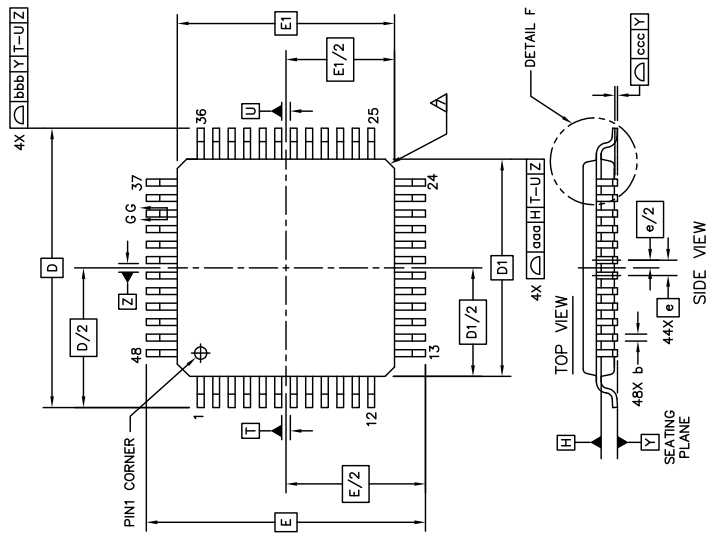 4X ⌓ bbb Y T-U Z
E1
E1/2
DETAIL F
⌓ ccc Y
U
36
25
A
37
24
G G
D
Z
D/2
D1
D1/2
4X ⌓ aaa H T-U Z
e/2
SIDE VIEW
TOP VIEW
44X e
48X b
48
13
1
12
PIN1 CORNER
T
E/2
E
H
Y
SEATING
PLANE